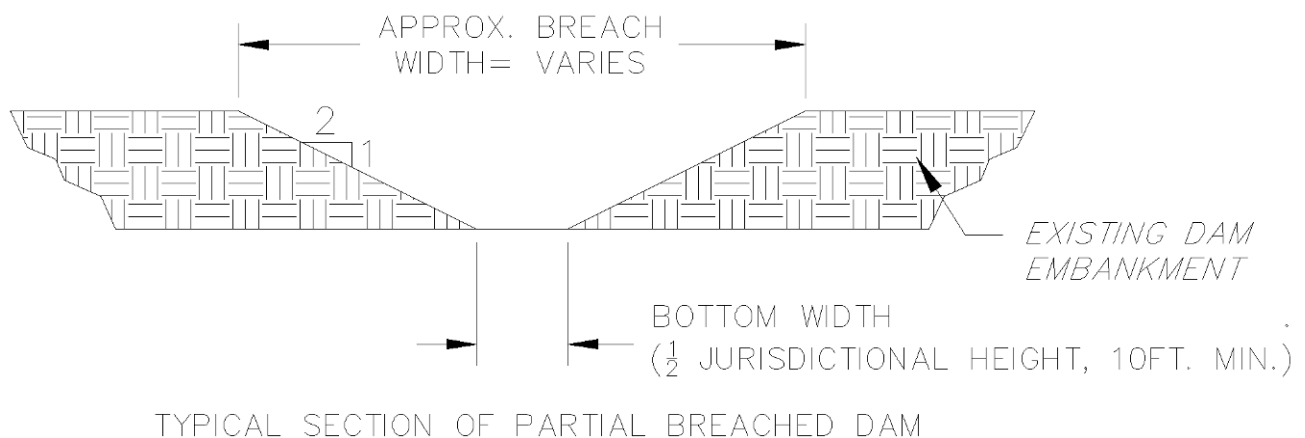 APPROX. BREACH
WIDTH= VARIES
2
1
EXISTING DAM
EMBANKMENT
BOTTOM WIDTH
(½ JURISDICTIONAL HEIGHT, 10FT. MIN.)
TYPICAL SECTION OF PARTIAL BREACHED DAM